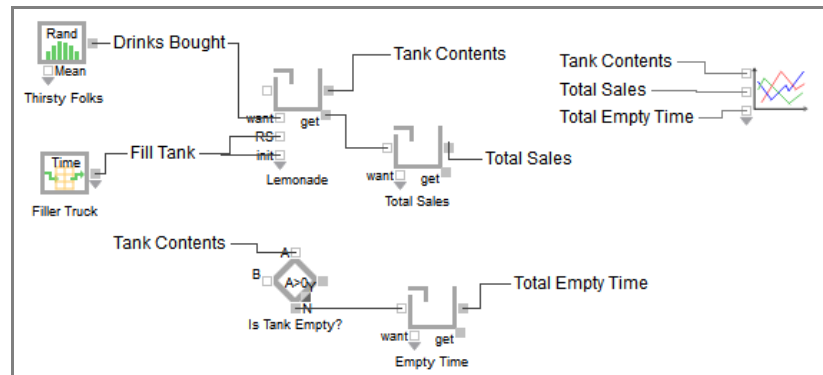 Rand
Drinks Bought
Mean
Thirsty Folks
Tank Contents
want
get
RS
init
Lemonade
Fill Tank
Time
Filler Truck
want
get
Total Sales
Total Sales
Tank Contents
Total Sales
Total Empty Time
Tank Contents
A
B
A>0
Y
N
Is Tank Empty?
want
get
Empty Time
Total Empty Time